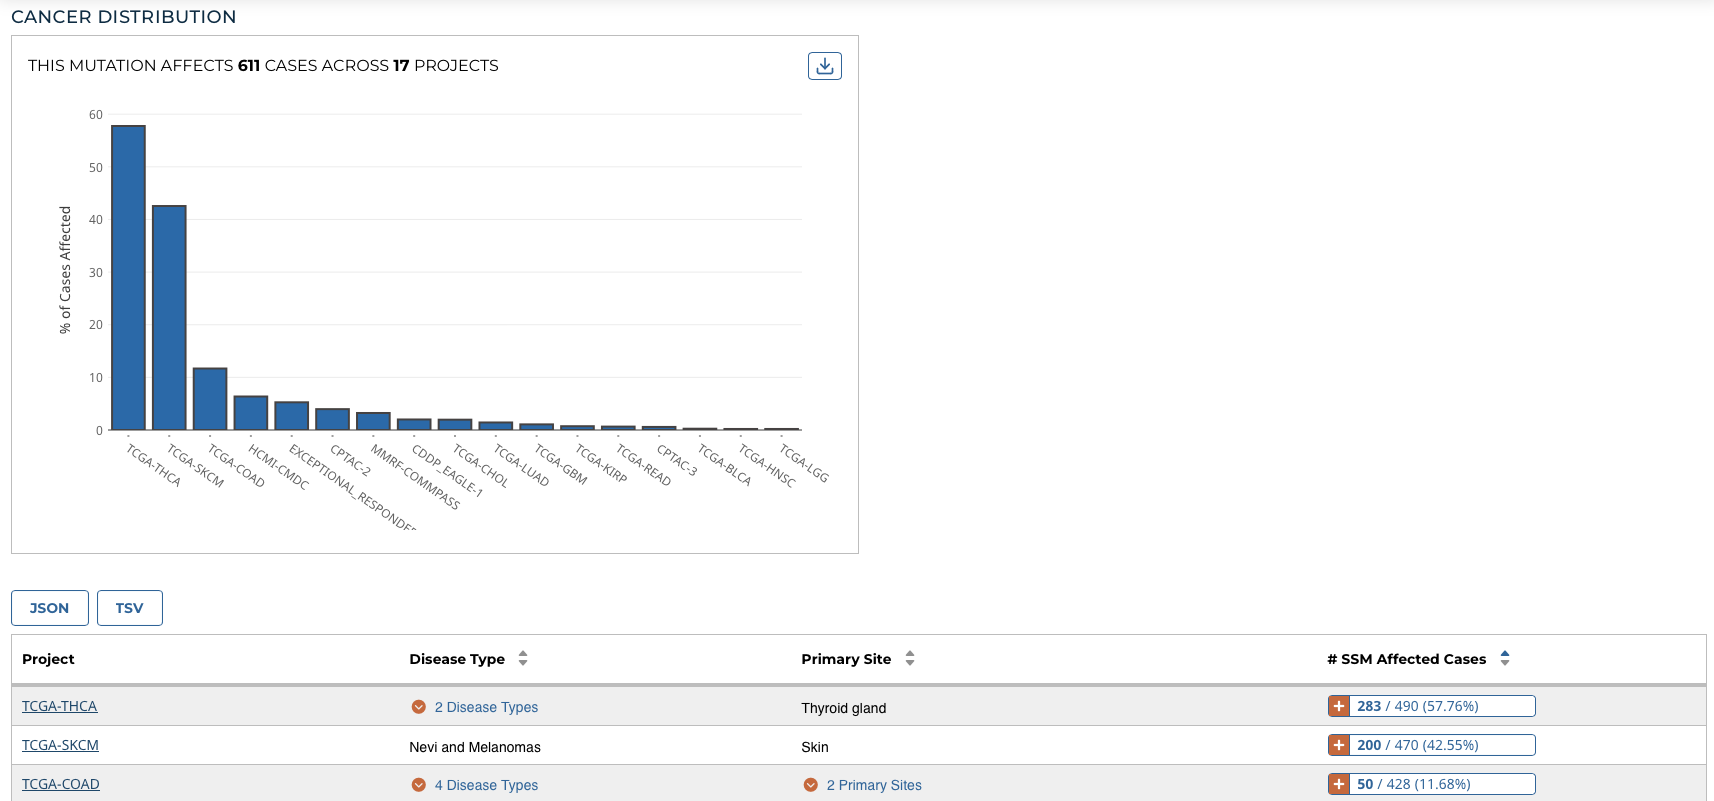 CANCER DISTRIBUTION
THIS MUTATION AFFECTS 611 CASES ACROSS 17 PROJECTS
% of Cases Affected
60
50
40
30
20
10
0
TCGA-THCA
TCGA-SKCM
TCGA-COAD
HCMI-CMDC
EXCEPTIONAL_RESPONDER
CPTAC-2
MMRF-COMMPASS
CDDP_EAGLE-1
TCGA-CHOL
TCGA-LUAD
TCGA-GBM
TCGA-KIRP
TCGA-READ
CPTAC-3
TCGA-BLCA
TCGA-HNSC
TCGA-LGG
JSON TSV
Project Disease Type Primary Site # SSM Affected Cases
TCGA-THCA 2 Disease Types Thyroid gland 283 / 490 (57.76%)
TCGA-SKCM Nevi and Melanomas Skin 200 / 470 (42.55%)
TCGA-COAD 4 Disease Types 2 Primary Sites 50 / 428 (11.68%)